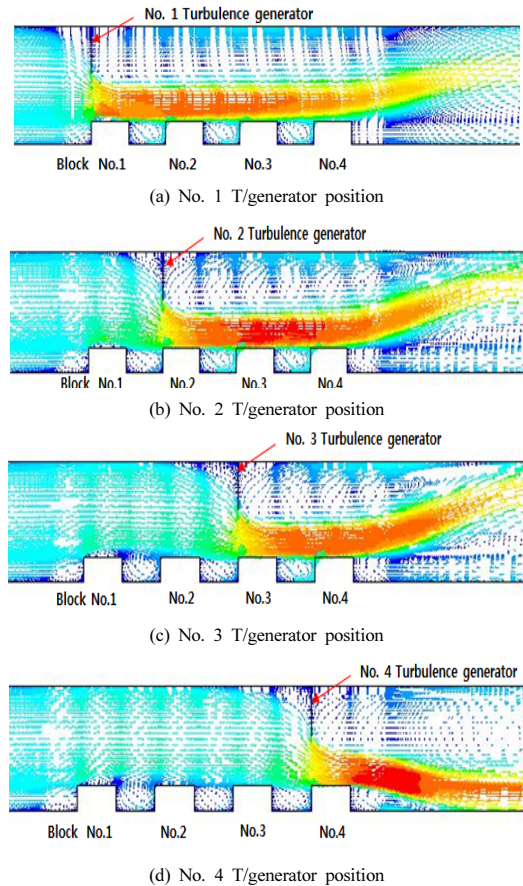 No. 1 Turbulence generator
Block No.1 No.2 No.3 No.4
(a) No. 1 T/generator position
No. 2 Turbulence generator
Block No.1 No.2 No.3 No.4
(b) No. 2 T/generator position
No. 3 Turbulence generator
Block No.1 No.2 No.3 No.4
(c) No. 3 T/generator position
No. 4 Turbulence generator
Block No.1 No.2 No.3 No.4
(d) No. 4 T/generator position